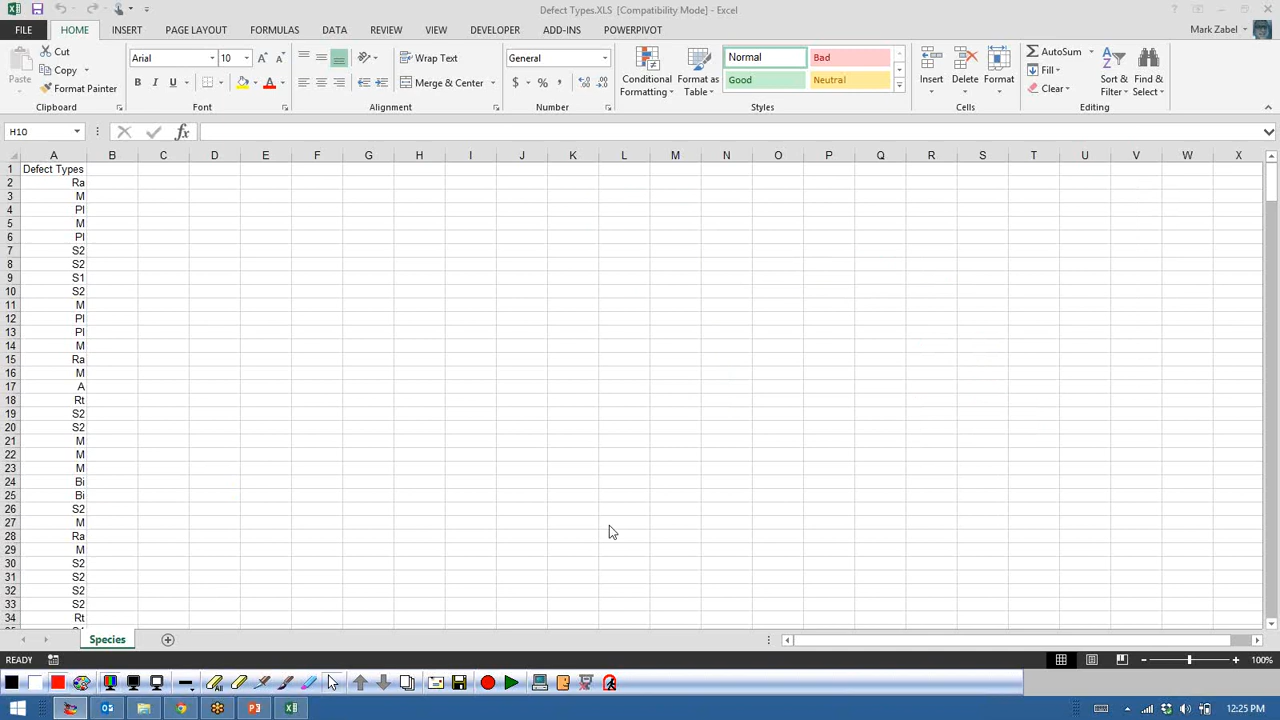 Defect Types.XLS [Compatibility Mode] - Excel
FILE HOME INSERT PAGE LAYOUT FORMULAS DATA REVIEW VIEW DEVELOPER ADD-INS POWERPIVOT Mark Zabel
Paste Cut Copy Format Painter Clipboard
Arial 10 B I U A Font
Wrap Text Merge & Center Alignment
General $ % Number
Conditional Formatting Format as Table Normal Bad Good Neutral Styles
Insert Delete Format Cells
AutoSum Fill Clear Sort & Filter Find & Select Editing
H10 fx
A B C D E F G H I J K L M N O P Q R S T U V W X
1 Defect Types
2 Ra
3 M
4 Pl
5 M
6 Pl
7 S2
8 S2
9 S1
10 S2
11 M
12 Pl
13 Pl
14 M
15 Ra
16 M
17 A
18 Rt
19 S2
20 S2
21 M
22 M
23 M
24 Bi
25 Bi
26 S2
27 M
28 Ra
29 M
30 S2
31 S2
32 S2
33 S2
34 Rt
Species
READY 100%
12:25 PM